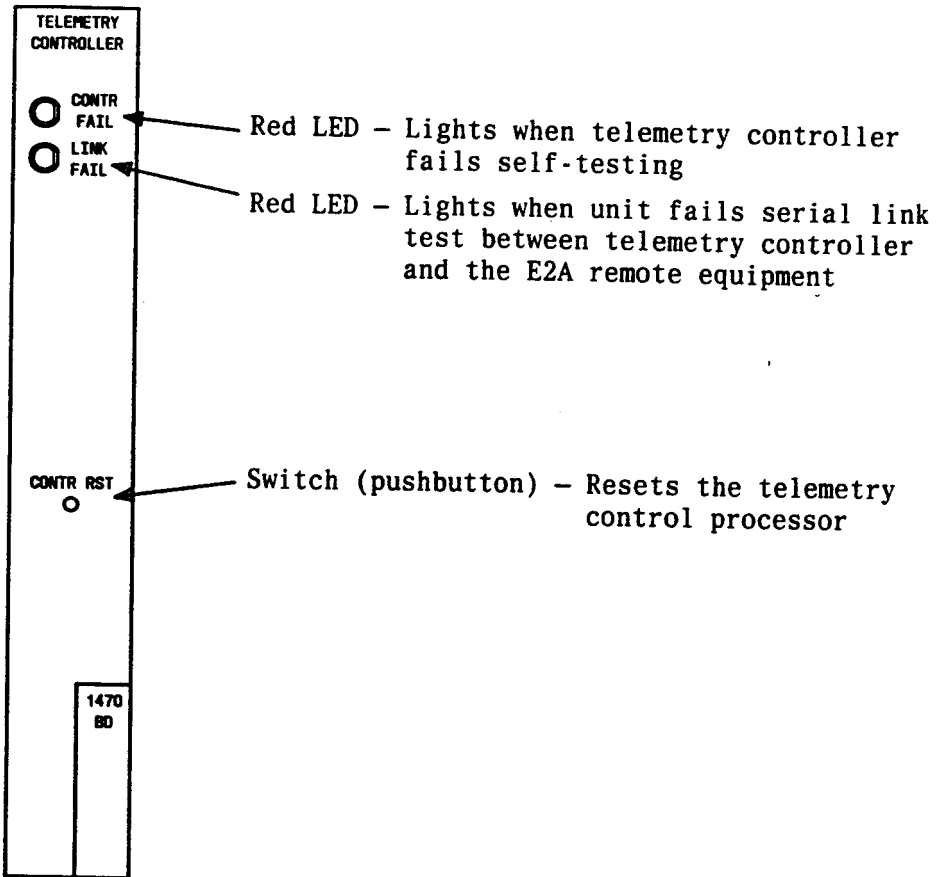 TELEMETRY
CONTROLLER
CONTR
FAIL
Red LED – Lights when telemetry controller
fails self-testing
LINK
FAIL
Red LED – Lights when unit fails serial link
test between telemetry controller
and the E2A remote equipment
CONTR RST
Switch (pushbutton) – Resets the telemetry
control processor
1470
BD